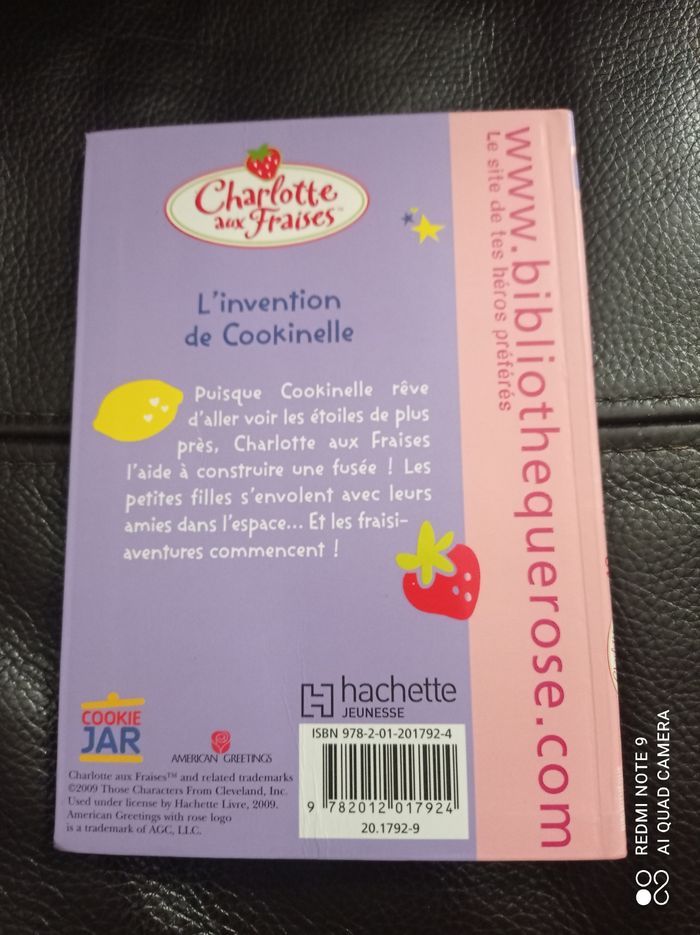 Charlotte
aux Fraises™
L'invention
de Cookinelle
Puisque Cookinelle rêve
d'aller voir les étoiles de plus
près, Charlotte aux Fraises
l'aide à construire une fusée ! Les
petites filles s'envolent avec leurs
amies dans l'espace... Et les fraisi-
aventures commencent !
www.bibliothequerose.com
Le site de tes héros préférés
COOKIE
JAR
AMERICAN GREETINGS
hachette
JEUNESSE
Charlotte aux Fraises™ and related trademarks
©2009 Those Characters From Cleveland, Inc.
Used under license by Hachette Livre, 2009.
American Greetings with rose logo
is a trademark of AGC, LLC.
ISBN 978-2-01-201792-4
9 782012 017924
20.1792-9
REDMI NOTE 9
AI QUAD CAMERA